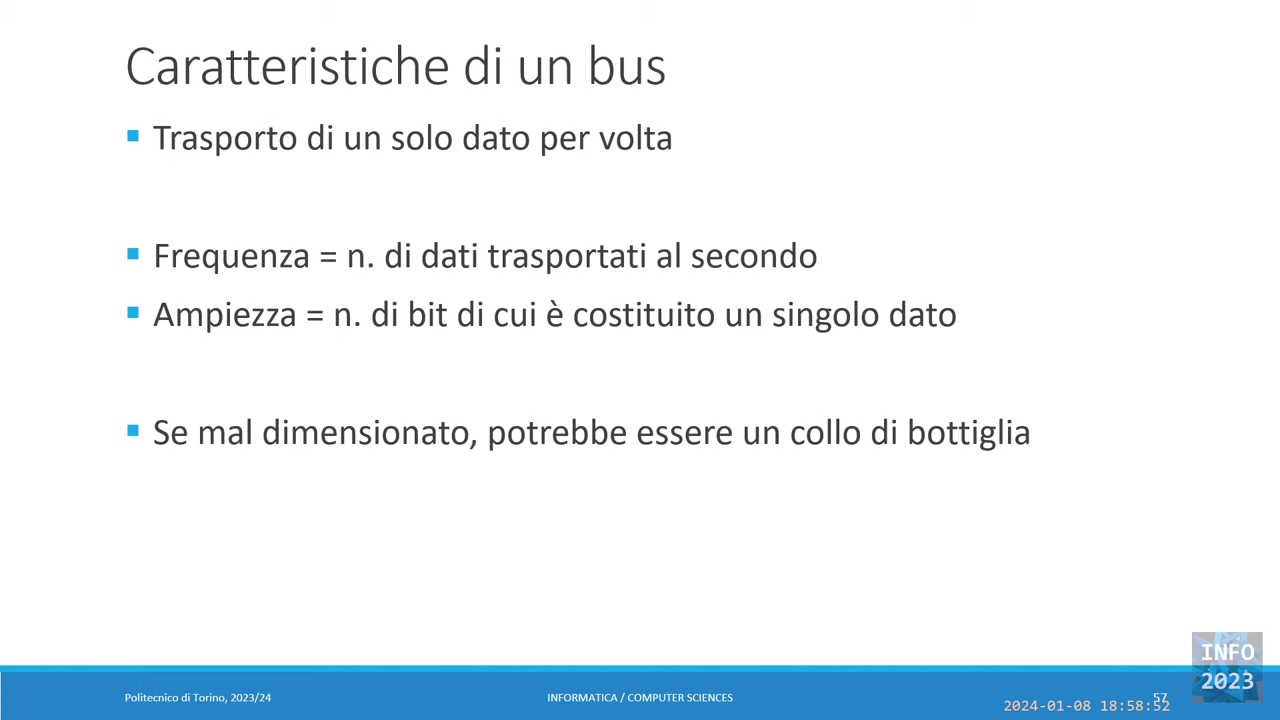 Caratteristiche di un bus
Trasporto di un solo dato per volta
Frequenza = n. di dati trasportati al secondo
Ampiezza = n. di bit di cui è costituito un singolo dato
Se mal dimensionato, potrebbe essere un collo di bottiglia
Politecnico di Torino, 2023/24
INFORMATICA / COMPUTER SCIENCES
57
2024-01-08 18:58:52
INFO
2023